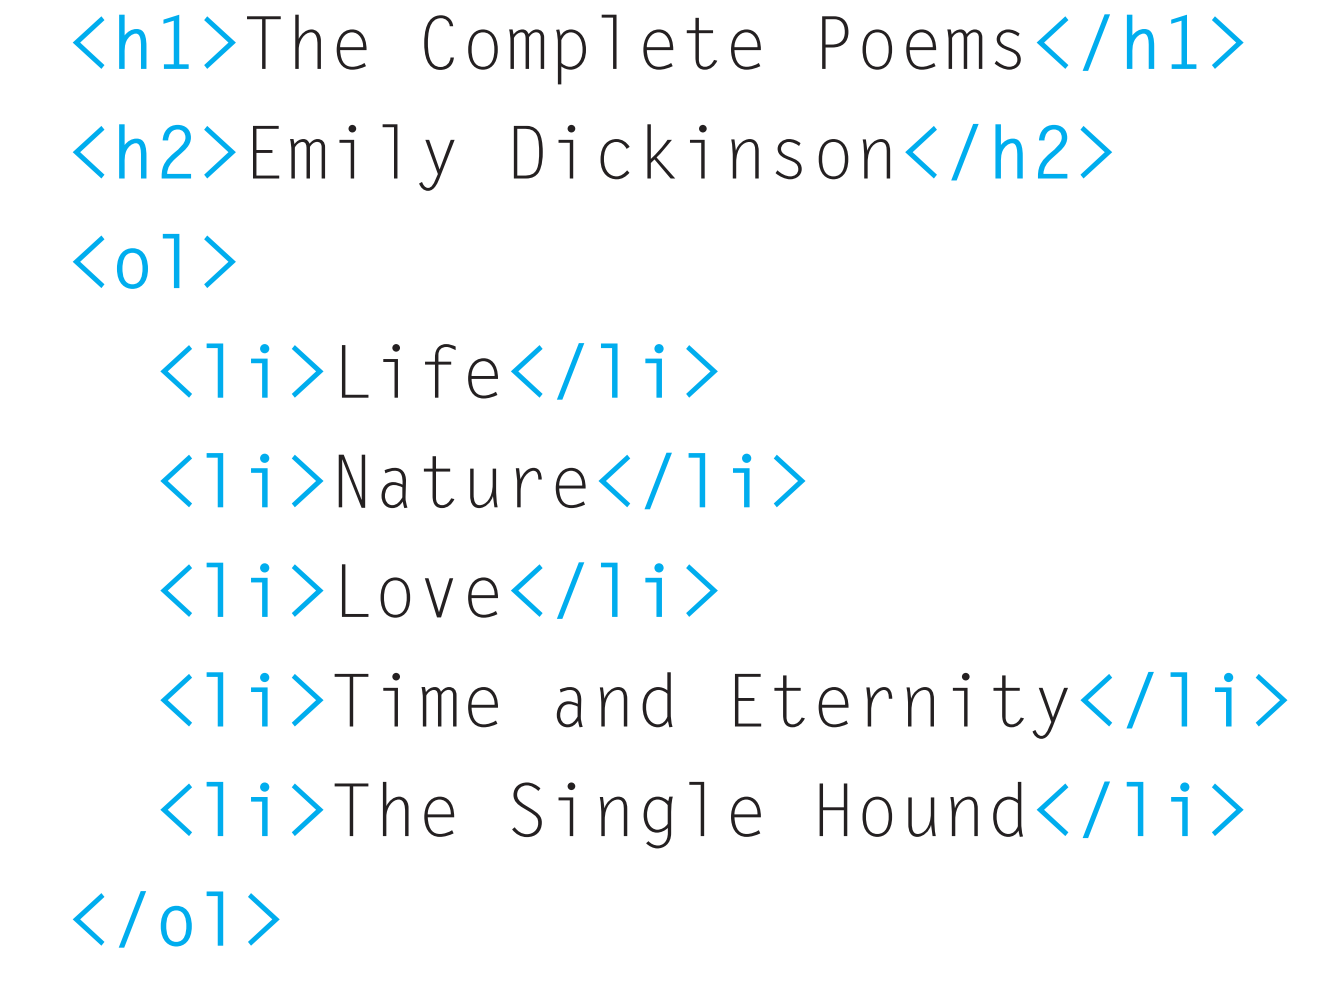 <h1>The Complete Poems</h1>
<h2>Emily Dickinson</h2>
<ol>
  <li>Life</li>
  <li>Nature</li>
  <li>Love</li>
  <li>Time and Eternity</li>
  <li>The Single Hound</li>
</ol>